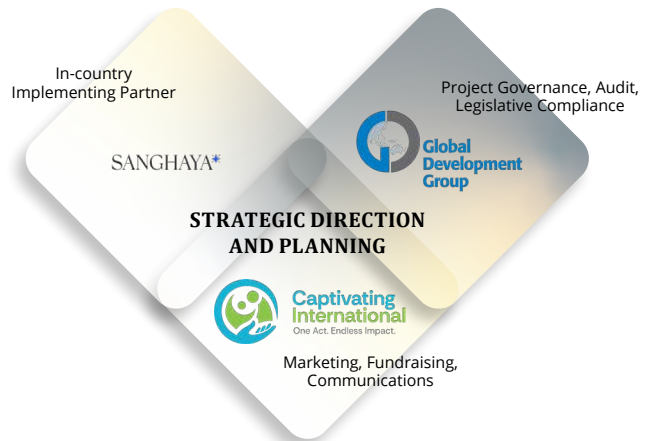 In-country
Implementing Partner
SANGHAYA*
Project Governance, Audit,
Legislative Compliance
Global
Development
Group
STRATEGIC DIRECTION
AND PLANNING
Captivating
International
One Act. Endless Impact.
Marketing, Fundraising,
Communications